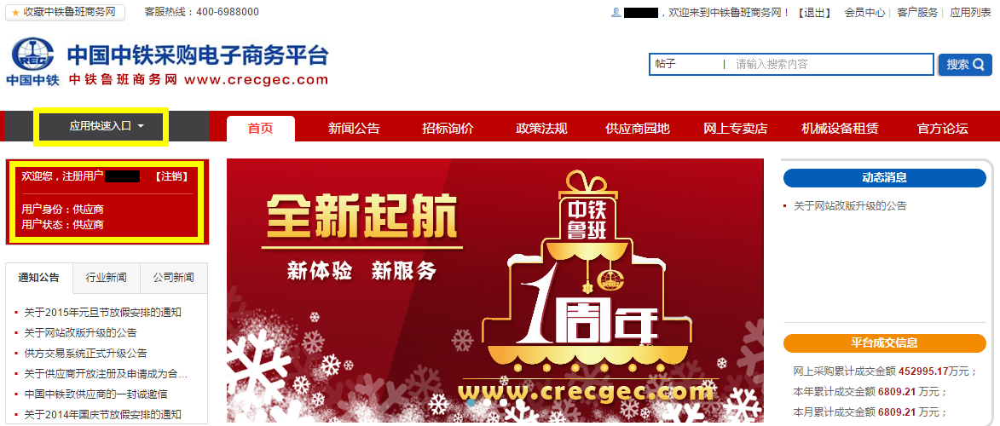 收藏中铁鲁班商务网 客服热线：400-6988000
，欢迎来到中铁鲁班商务网！ 【退出】 会员中心 | 客户服务 | 应用列表
CREC
中国中铁
中国中铁采购电子商务平台
中铁鲁班商务网 www.crecgec.com
帖子 | 请输入搜索内容 搜索
应用快速入口 首页 新闻公告 招标询价 政策法规 供应商园地 网上专卖店 机械设备租赁 官方论坛
欢迎您，注册用户 【注销】
用户身份：供应商
用户状态：供应商
通知公告 行业新闻 公司新闻
关于2015年元旦节放假安排的通知
关于网站改版升级的公告
供方交易系统正式升级公告
关于供应商开放注册及申请成为合...
中国中铁致供应商的一封诚邀信
关于2014年国庆节放假安排的通知
全新起航
新体验 新服务
中铁
鲁班
1周年
www.crecgec.com
动态消息
关于网站改版升级的公告
平台成交信息
网上采购累计成交金额 452995.17万元；
本年累计成交金额 6809.21 万元；
本月累计成交金额 6809.21 万元；